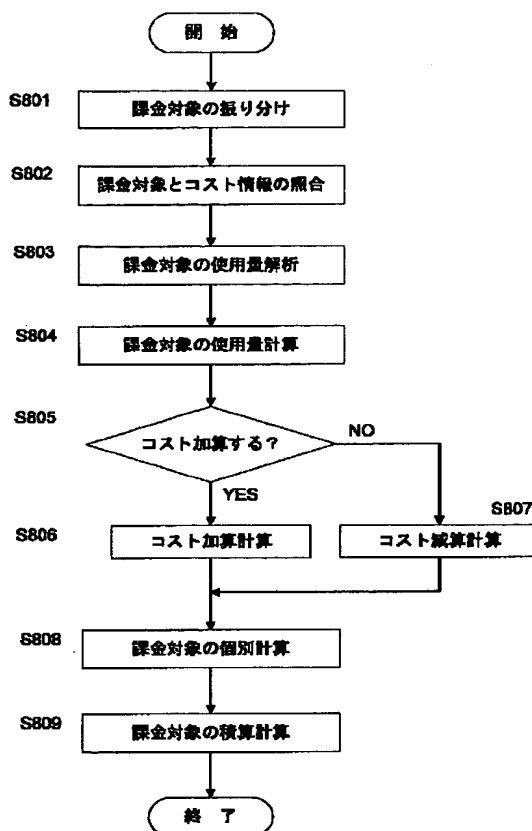 開 始
S801
課金対象の振り分け
S802
課金対象とコスト情報の照合
S803
課金対象の使用量解析
S804
課金対象の使用量計算
S805
コスト加算する?
NO
YES
S806
コスト加算計算
S807
コスト減算計算
S808
課金対象の個別計算
S809
課金対象の積算計算
終 了